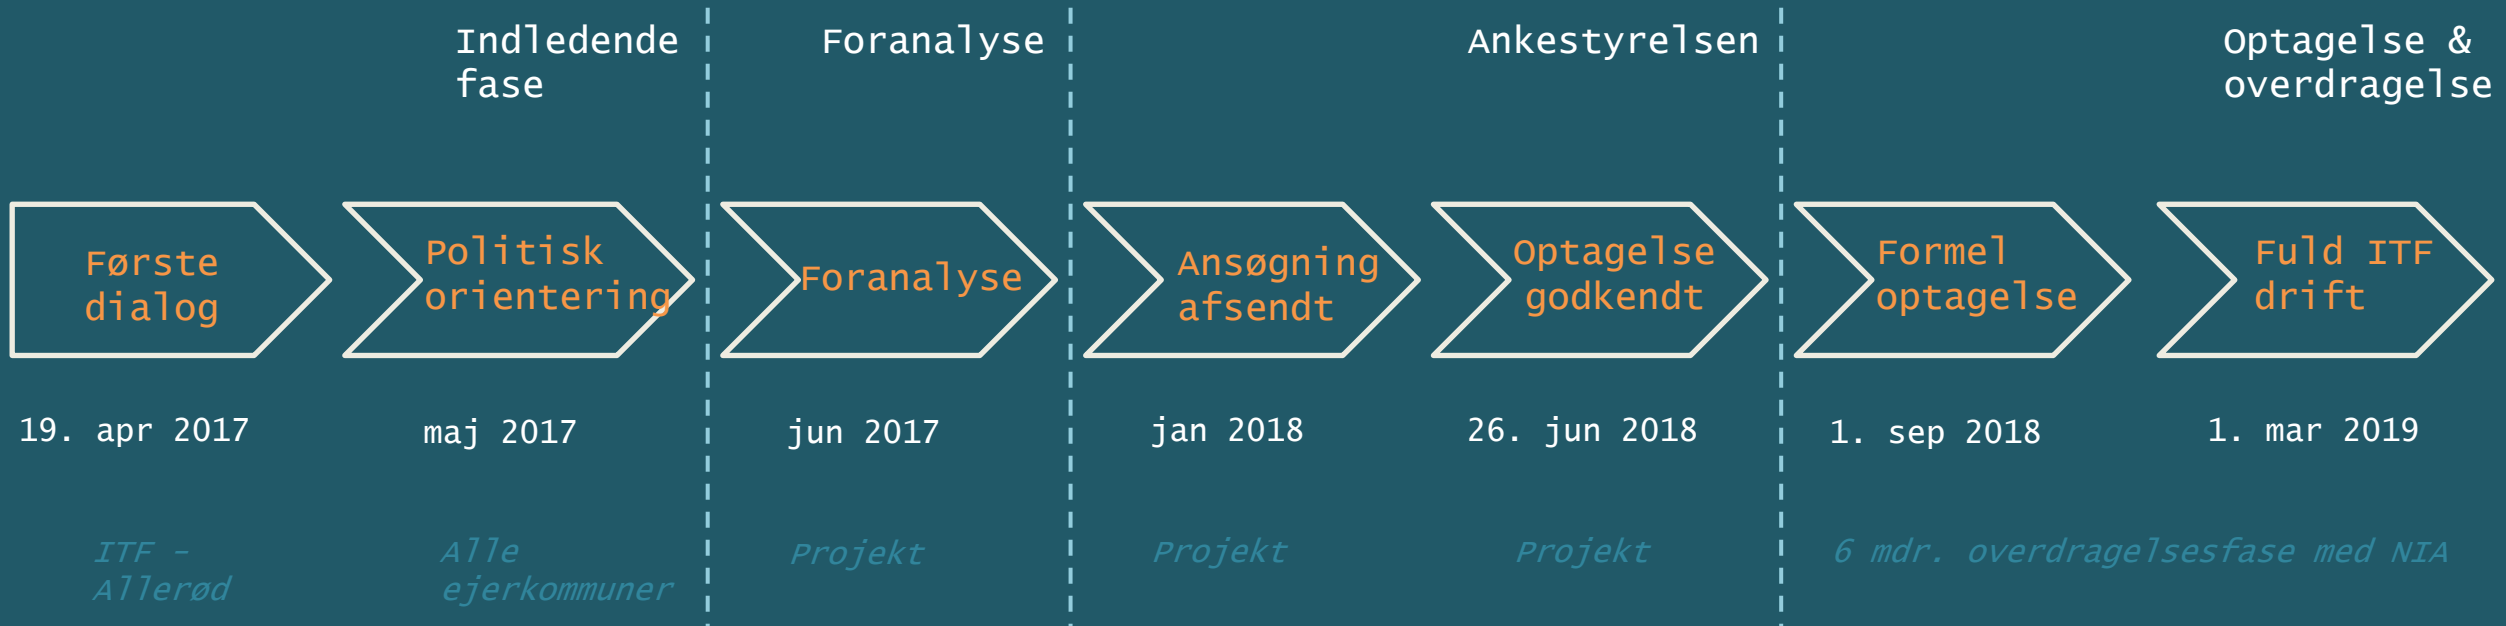 Indledende
fase
Foranalyse
Ankestyrelsen
Optagelse &
overdragelse
Første
dialog
Politisk
orientering
Foranalyse
Ansøgning
afsendt
Optagelse
godkendt
Formel
optagelse
Fuld ITF
drift
19. apr 2017
maj 2017
jun 2017
jan 2018
26. jun 2018
1. sep 2018
1. mar 2019
ITF –
Allerød
Alle
ejerkommuner
Projekt
Projekt
Projekt
6 mdr. overdragelsesfase med NIA